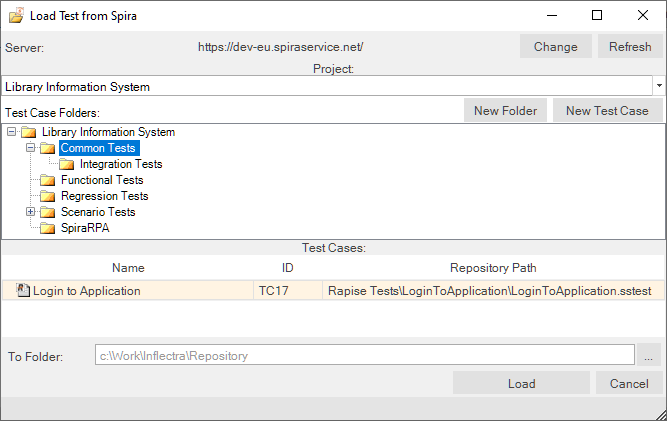 Load Test from Spira
Server: https://dev-eu.spiraservice.net/ Change Refresh
Project:
Library Information System
Test Case Folders: New Folder New Test Case
Library Information System
Common Tests
Integration Tests
Functional Tests
Regression Tests
Scenario Tests
SpiraRPA
Test Cases:
Name ID Repository Path
Login to Application TC17 Rapise Tests\LoginToApplication\LoginToApplication.sstest
To Folder: c:\Work\Inflectra\Repository ...
Load Cancel